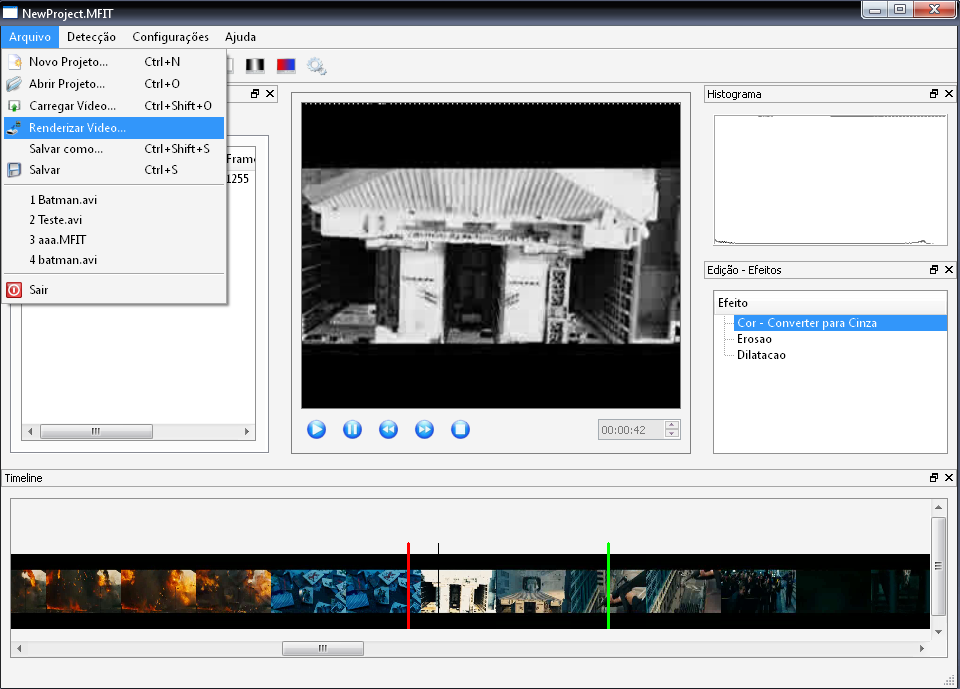 NewProject.MFIT
Arquivo Detecção Configurações Ajuda
Novo Projeto... Ctrl+N
Abrir Projeto... Ctrl+O
Carregar Video... Ctrl+Shift+O
Renderizar Video...
Salvar como... Ctrl+Shift+S
Salvar Ctrl+S
1 Batman.avi
2 Teste.avi
3 aaa.MFIT
4 batman.avi
Sair
Fram
1255
00:00:42
Histograma
Edição - Efeitos
Efeito
Cor - Converter para Cinza
Erosao
Dilatacao
Timeline